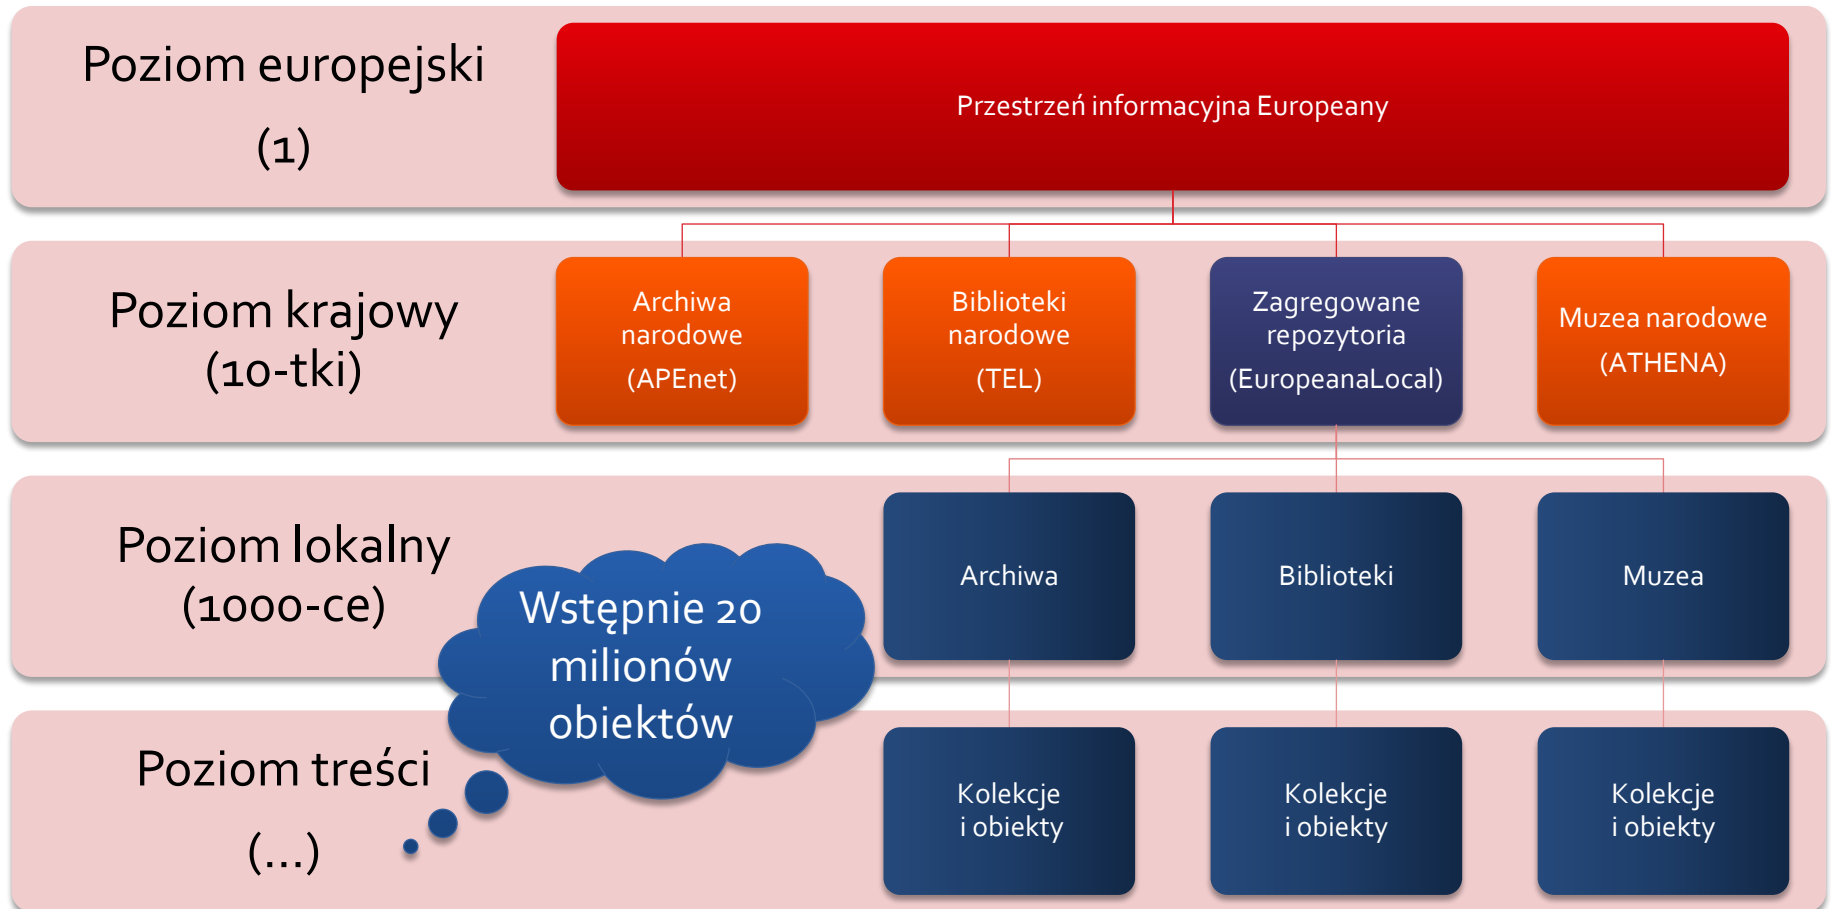 Poziom europejski
(1)
Przestrzeń informacyjna Europeany
Poziom krajowy
(10-tki)
Archiwa
narodowe
(APEnet)
Biblioteki
narodowe
(TEL)
Zagregowane
repozytoria
(EuropeanaLocal)
Muzea narodowe
(ATHENA)
Poziom lokalny
(1000-ce)
Archiwa
Biblioteki
Muzea
Wstępnie 20
milionów
obiektów
Poziom treści
(...)
Kolekcje
i obiekty
Kolekcje
i obiekty
Kolekcje
i obiekty